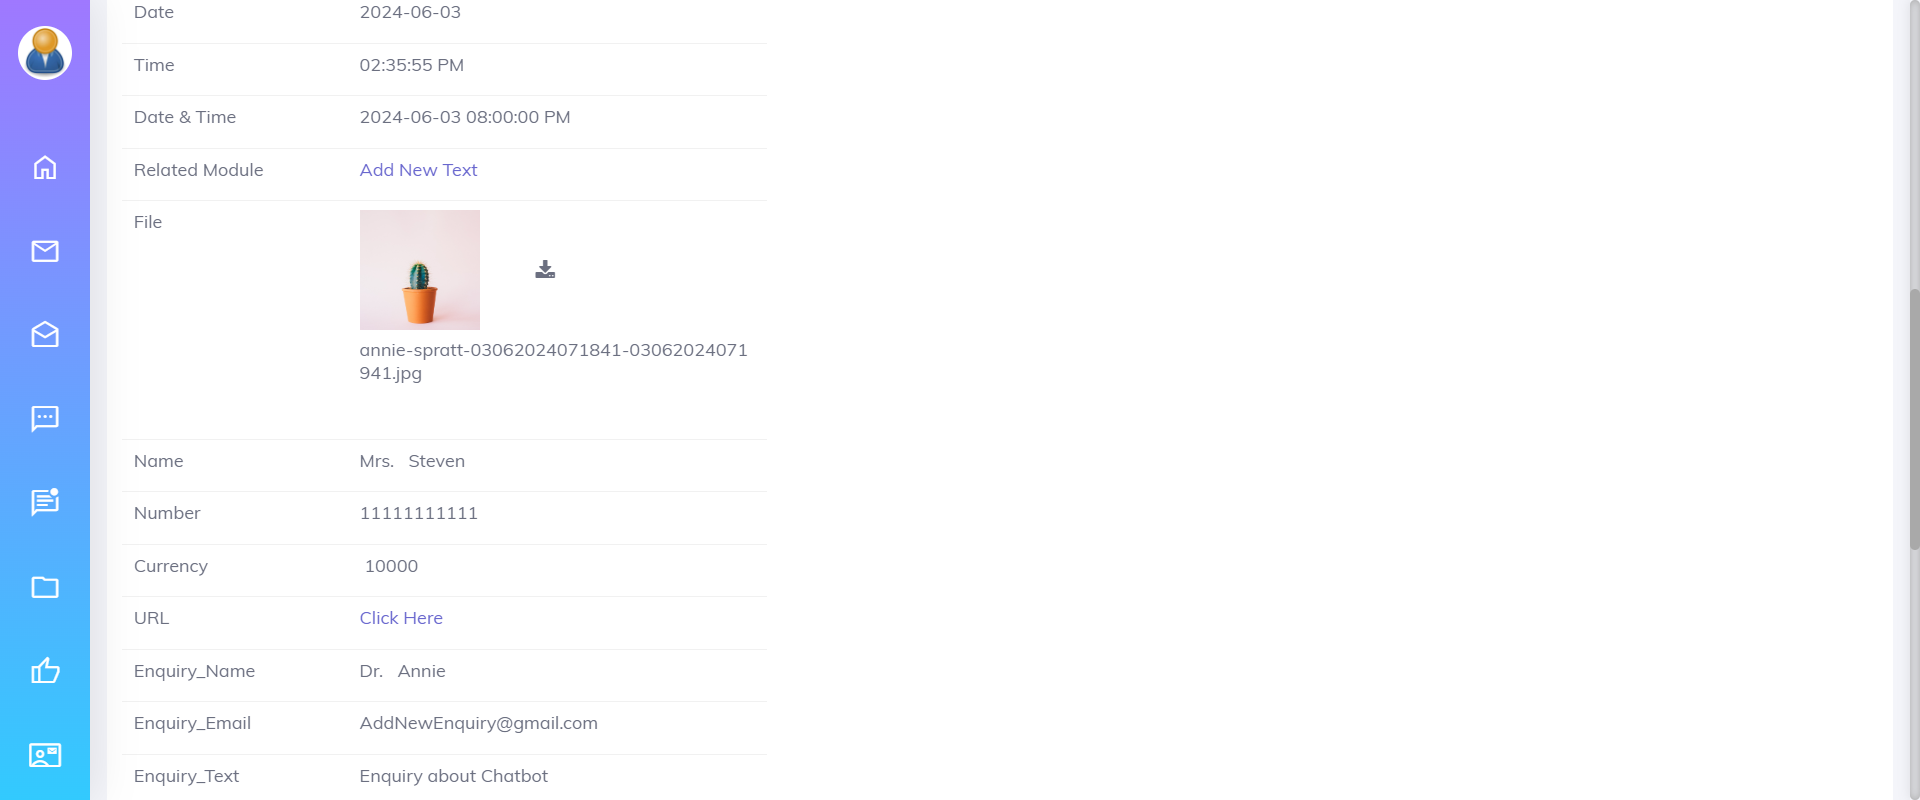 Date 2024-06-03
Time 02:35:55 PM
Date & Time 2024-06-03 08:00:00 PM
Related Module Add New Text
File
annie-spratt-03062024071841-03062024071
941.jpg
Name Mrs. Steven
Number 11111111111
Currency 10000
URL Click Here
Enquiry_Name Dr. Annie
Enquiry_Email AddNewEnquiry@gmail.com
Enquiry_Text Enquiry about Chatbot